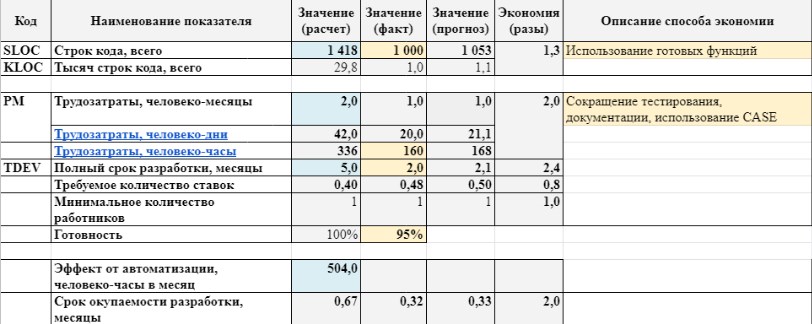 Код Наименование показателя Значение (расчет) Значение (факт) Значение (прогноз) Экономия (разы) Описание способа экономии
SLOC Строк кода, всего 1 418 1 000 1 053 1,3 Использование готовых функций
KLOC Тысяч строк кода, всего 29,8 1,0 1,1
PM Трудозатраты, человеко-месяцы 2,0 1,0 1,0 2,0 Сокращение тестирования,
документации, использование CASE
Трудозатраты, человеко-дни 42,0 20,0 21,1
Трудозатраты, человеко-часы 336 160 168
TDEV Полный срок разработки, месяцы 5,0 2,0 2,1 2,4
Требуемое количество ставок 0,40 0,48 0,50 0,8
Минимальное количество 1 1 1 1,0
работников
Готовность 100% 95%
Эффект от автоматизации, 504,0
человеко-часы в месяц
Срок окупаемости разработки, 0,67 0,32 0,33 2,0
месяцы